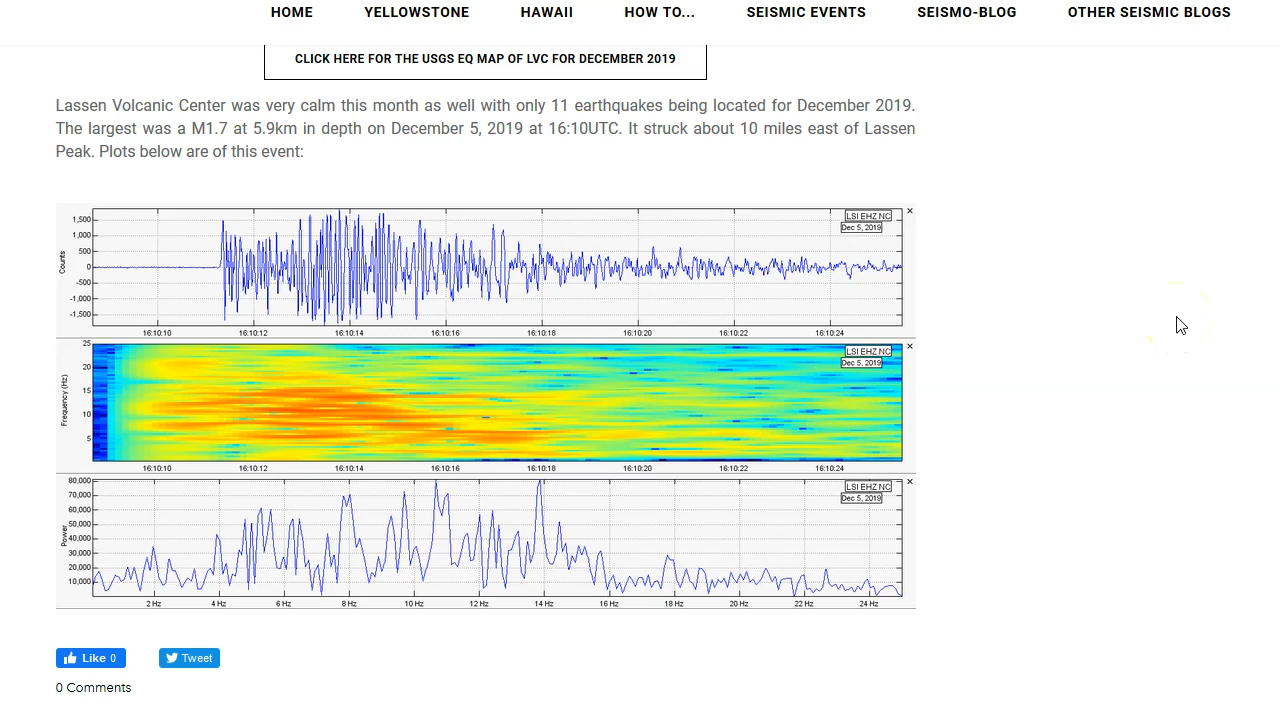 HOME YELLOWSTONE HAWAII HOW TO... SEISMIC EVENTS SEISMO-BLOG OTHER SEISMIC BLOGS
CLICK HERE FOR THE USGS EQ MAP OF LVC FOR DECEMBER 2019
Lassen Volcanic Center was very calm this month as well with only 11 earthquakes being located for December 2019.
The largest was a M1.7 at 5.9km in depth on December 5, 2019 at 16:10UTC. It struck about 10 miles east of Lassen
Peak. Plots below are of this event:
LSI EHZ NC
Dec 5, 2019
Counts
1,500
1,000
500
0
-500
-1,000
-1,500
16:10:10 16:10:12 16:10:14 16:10:16 16:10:18 16:10:20 16:10:22 16:10:24
LSI EHZ NC
Dec 5, 2019
Frequency (Hz)
25
20
15
10
5
16:10:10 16:10:12 16:10:14 16:10:16 16:10:18 16:10:20 16:10:22 16:10:24
LSI EHZ NC
Dec 5, 2019
Power
80,000
70,000
60,000
50,000
40,000
30,000
20,000
10,000
2 Hz 4 Hz 6 Hz 8 Hz 10 Hz 12 Hz 14 Hz 16 Hz 18 Hz 20 Hz 22 Hz 24 Hz
Like 0 Tweet
0 Comments